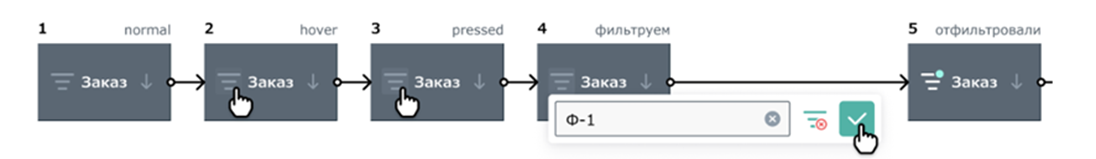 1 normal 2 hover 3 pressed 4 фильтруем 5 отфильтровали
Заказ Заказ Заказ Заказ Заказ
Ф-1